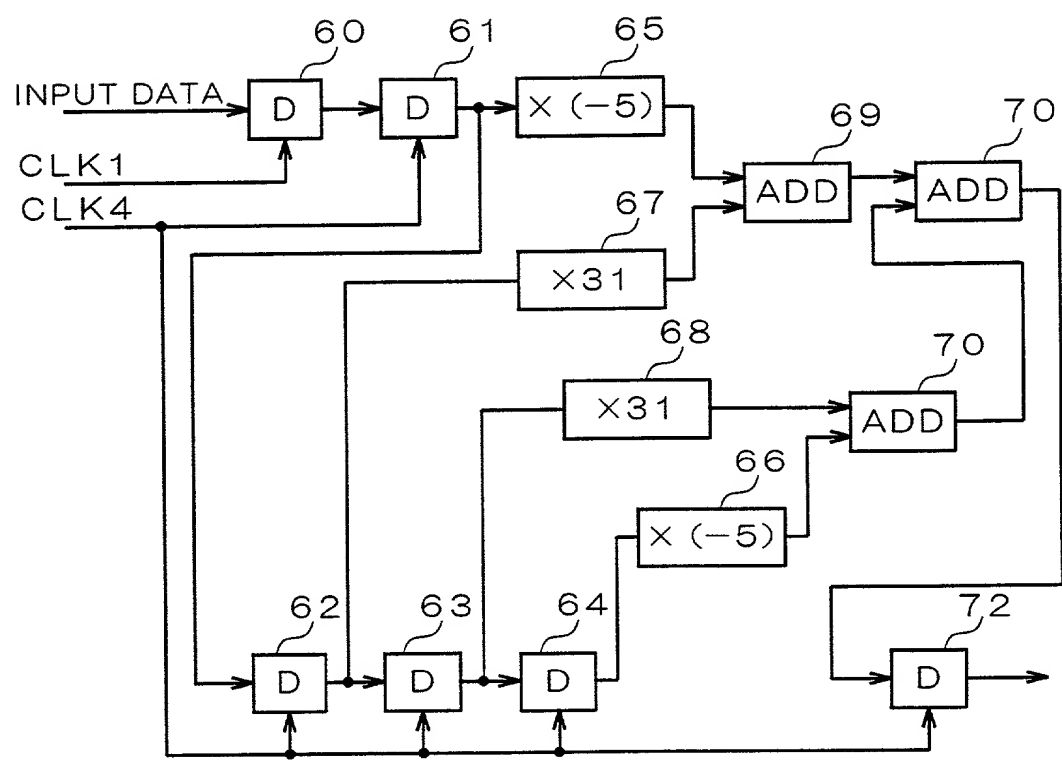 60
61
65
INPUT DATA
D
D
× (−5)
69
70
CLK1
ADD
ADD
CLK4
67
×31
68
70
×31
ADD
66
× (−5)
62
63
64
72
D
D
D
D